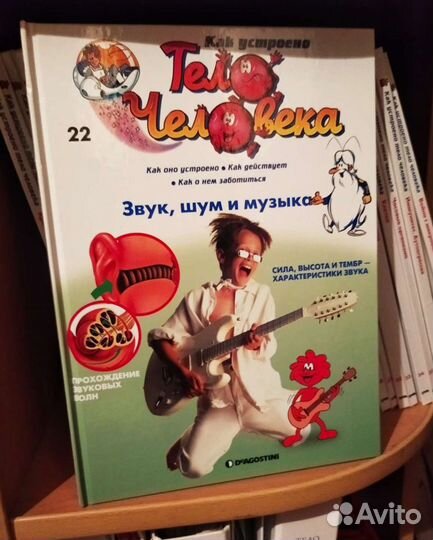 Как устроено
Тело
Человека
22
Как оно устроено • Как действует
• Как о нем заботиться
Звук, шум и музыка
СИЛА, ВЫСОТА И ТЕМБР –
ХАРАКТЕРИСТИКИ ЗВУКА
ПРОХОЖДЕНИЕ
ЗВУКОВЫХ
ВОЛН
DeAGOSTINI
Avito